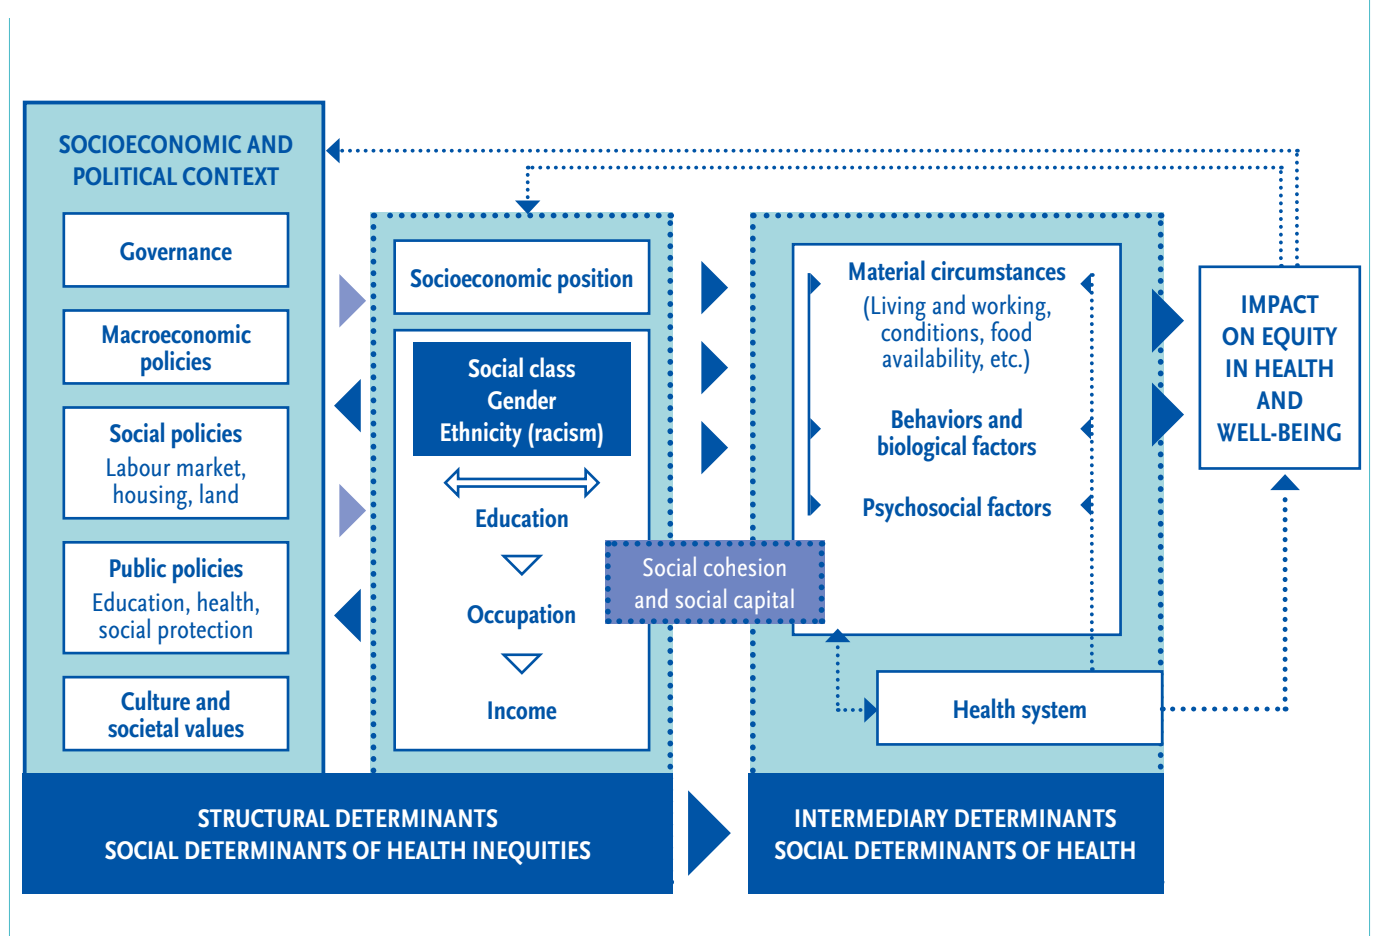 SOCIOECONOMIC AND
POLITICAL CONTEXT
Governance
Macroeconomic
policies
Social policies
Labour market,
housing, land
Public policies
Education, health,
social protection
Culture and
societal values
Socioeconomic position
Social class
Gender
Ethnicity (racism)
Education
Occupation
Income
Social cohesion
and social capital
Material circumstances
(Living and working,
conditions, food
availability, etc.)
Behaviors and
biological factors
Psychosocial factors
Health system
IMPACT
ON EQUITY
IN HEALTH
AND
WELL-BEING
STRUCTURAL DETERMINANTS
SOCIAL DETERMINANTS OF HEALTH INEQUITIES
INTERMEDIARY DETERMINANTS
SOCIAL DETERMINANTS OF HEALTH